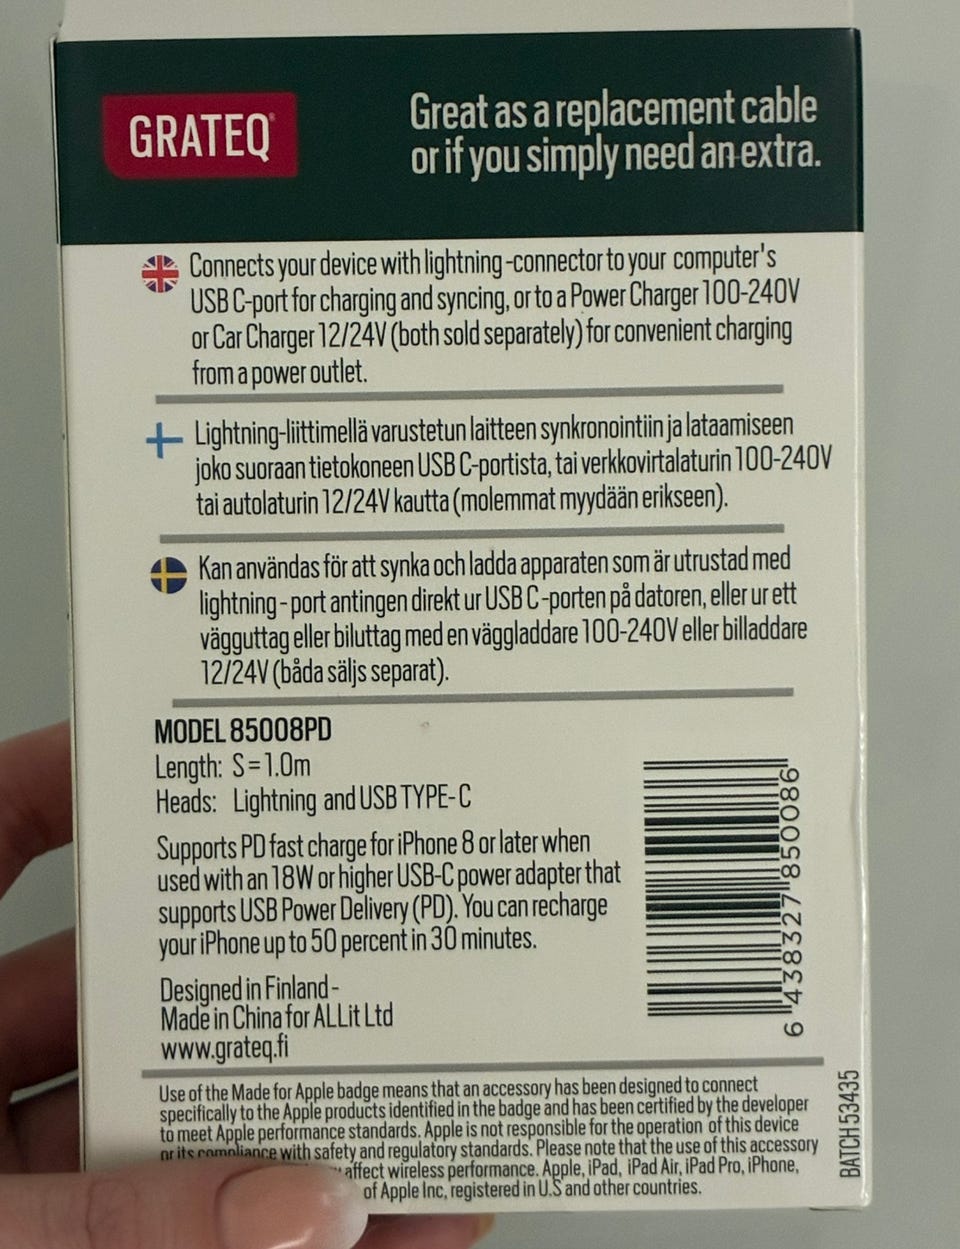 GRATEQ®
Great as a replacement cable
or if you simply need an extra.
Connects your device with lightning-connector to your computer's
USB C-port for charging and syncing, or to a Power Charger 100-240V
or Car Charger 12/24V (both sold separately) for convenient charging
from a power outlet.
Lightning-liittimellä varustetun laitteen synkronointiin ja lataamiseen
joko suoraan tietokoneen USB C-portista, tai verkkovirtalaturin 100-240V
tai autolaturin 12/24V kautta (molemmat myydään erikseen).
Kan användas för att synka och ladda apparaten som är utrustad med
lightning-port antingen direkt ur USB C-porten på datoren, eller ur ett
vägguttag eller biluttag med en väggladdare 100-240V eller billaddare
12/24V (båda säljs separat).
MODEL 85008PD
Length: S=1.0m
Heads: Lightning and USB TYPE-C
Supports PD fast charge for iPhone 8 or later when
used with an 18W or higher USB-C power adapter that
supports USB Power Delivery (PD). You can recharge
your iPhone up to 50 percent in 30 minutes.
Designed in Finland-
Made in China for ALLit Ltd
www.grateq.fi
6 438327 850086
Use of the Made for Apple badge means that an accessory has been designed to connect
specifically to the Apple products identified in the badge and has been certified by the developer
to meet Apple performance standards. Apple is not responsible for the operation of this device
or its compliance with safety and regulatory standards. Please note that the use of this accessory
affect wireless performance. Apple, iPad, iPad Air, iPad Pro, iPhone,
of Apple Inc, registered in U.S and other countries.
BATCH 53435